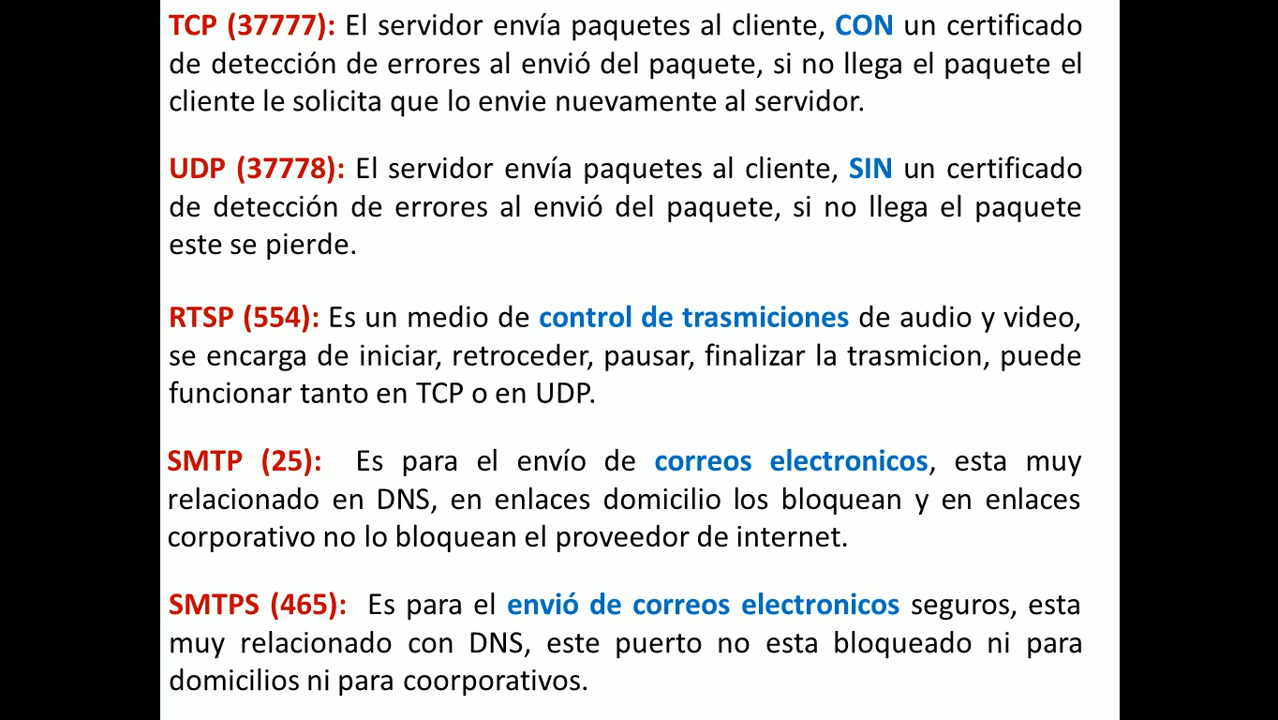 TCP (37777): El servidor envía paquetes al cliente, CON un certificado
de detección de errores al envió del paquete, si no llega el paquete el
cliente le solicita que lo envie nuevamente al servidor.
UDP (37778): El servidor envía paquetes al cliente, SIN un certificado
de detección de errores al envió del paquete, si no llega el paquete
este se pierde.
RTSP (554): Es un medio de control de trasmiciones de audio y video,
se encarga de iniciar, retroceder, pausar, finalizar la trasmicion, puede
funcionar tanto en TCP o en UDP.
SMTP (25): Es para el envío de correos electronicos, esta muy
relacionado en DNS, en enlaces domicilio los bloquean y en enlaces
corporativo no lo bloquean el proveedor de internet.
SMTPS (465): Es para el envió de correos electronicos seguros, esta
muy relacionado con DNS, este puerto no esta bloqueado ni para
domicilios ni para coorporativos.